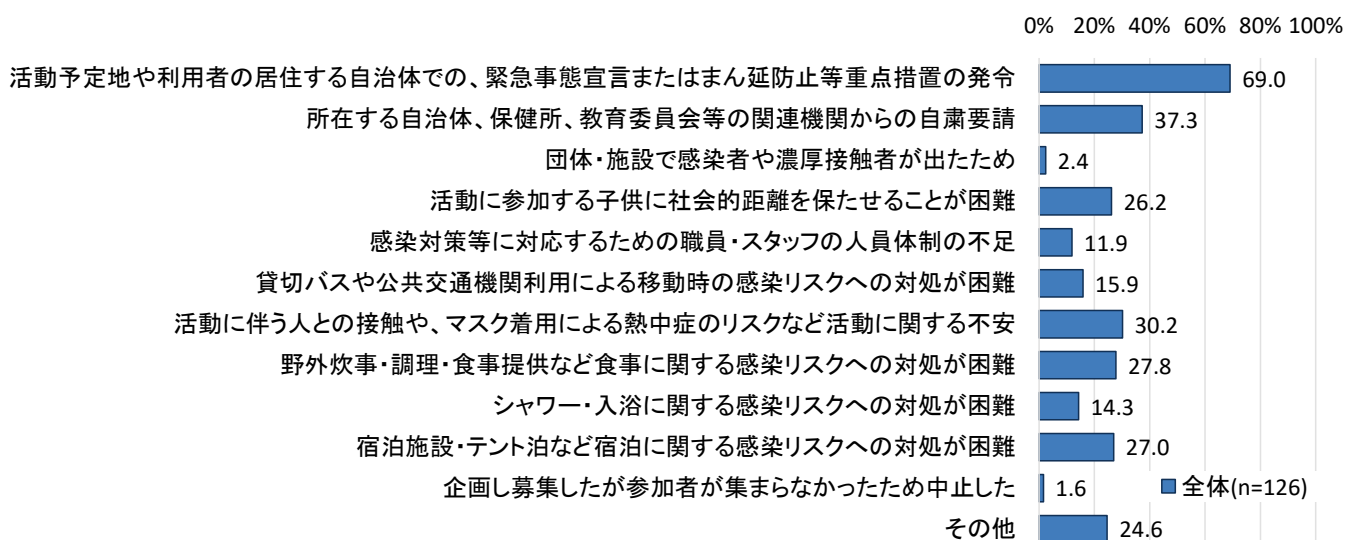 0% 20% 40% 60% 80% 100%
活動予定地や利用者の居住する自治体での、緊急事態宣言またはまん延防止等重点措置の発令 69.0
所在する自治体、保健所、教育委員会等の関連機関からの自粛要請 37.3
団体・施設で感染者や濃厚接触者が出たため 2.4
活動に参加する子供に社会的距離を保たせることが困難 26.2
感染対策等に対応するための職員・スタッフの人員体制の不足 11.9
貸切バスや公共交通機関利用による移動時の感染リスクへの対処が困難 15.9
活動に伴う人との接触や、マスク着用による熱中症のリスクなど活動に関する不安 30.2
野外炊事・調理・食事提供など食事に関する感染リスクへの対処が困難 27.8
シャワー・入浴に関する感染リスクへの対処が困難 14.3
宿泊施設・テント泊など宿泊に関する感染リスクへの対処が困難 27.0
企画し募集したが参加者が集まらなかったため中止した 1.6 全体(n=126)
その他 24.6